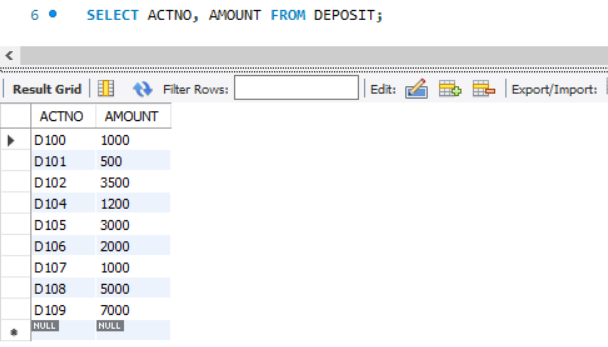 6 SELECT ACTNO, AMOUNT FROM DEPOSIT;
Result Grid Filter Rows: Edit: Export/Import:
ACTNO AMOUNT
D100 1000
D101 500
D102 3500
D104 1200
D105 3000
D106 2000
D107 1000
D108 5000
D109 7000
NULL NULL